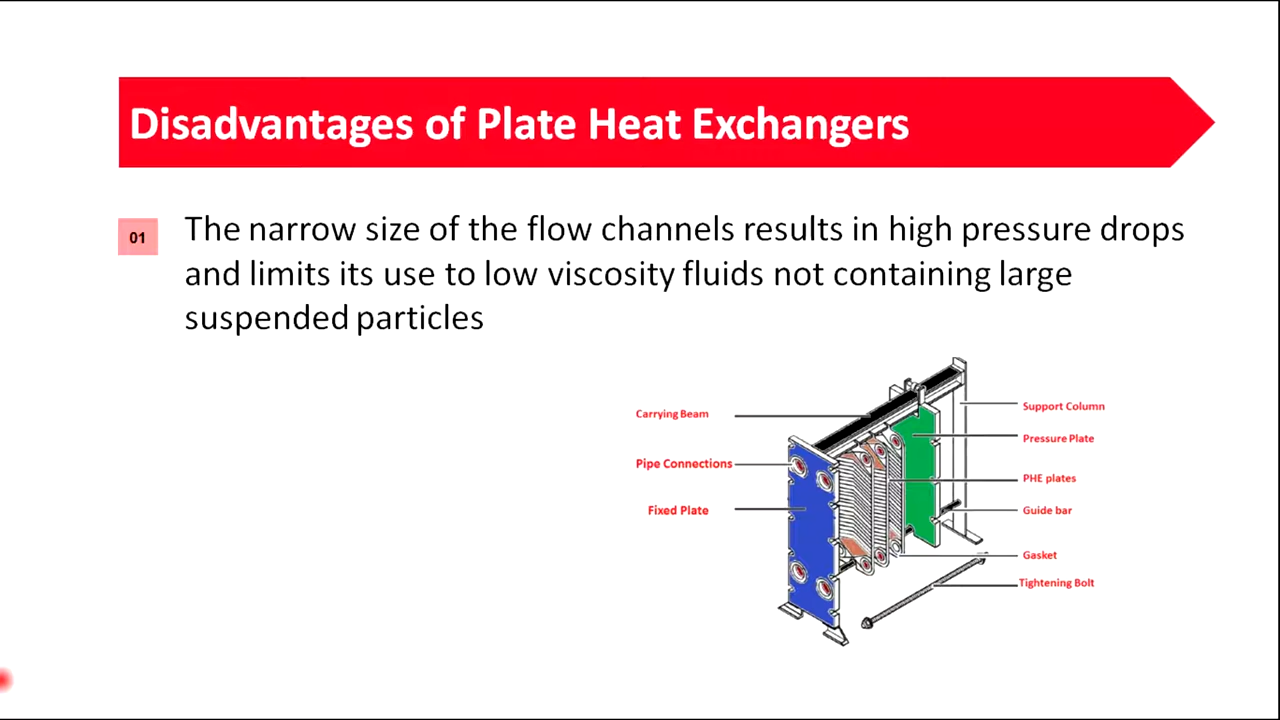 Disadvantages of Plate Heat Exchangers
01
The narrow size of the flow channels results in high pressure drops
and limits its use to low viscosity fluids not containing large
suspended particles
Carrying Beam
Pipe Connections
Fixed Plate
Support Column
Pressure Plate
PHE plates
Guide bar
Gasket
Tightening Bolt